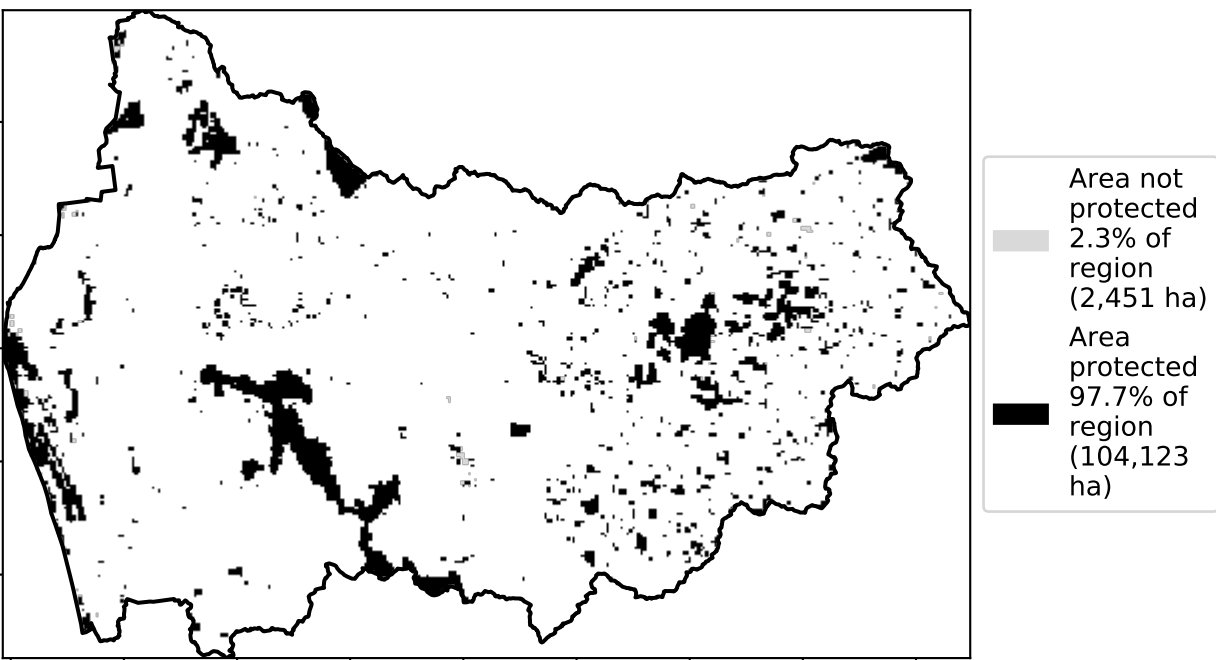 Area not
protected
2.3% of
region
(2,451 ha)
Area
protected
97.7% of
region
(104,123
ha)